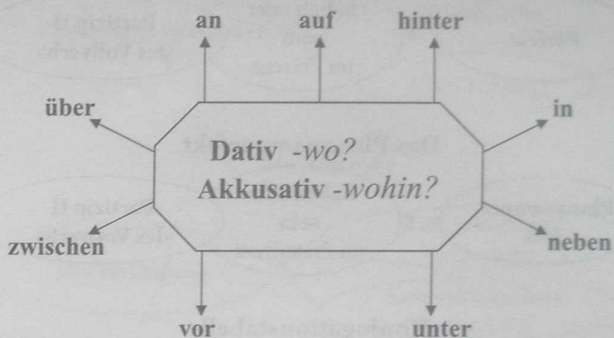 an auf hinter
über in
Dativ -wo?
Akkusativ -wohin?
zwischen neben
vor unter